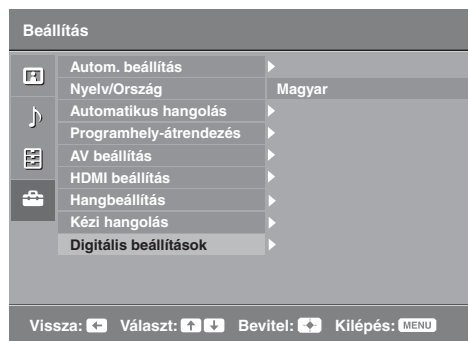 Beállítás
Autom. beállítás
Nyelv/Ország Magyar
Automatikus hangolás
Programhely-átrendezés
AV beállítás
HDMI beállítás
Hangbeállítás
Kézi hangolás
Digitális beállítások
Vissza: Választ: Bevitel: Kilépés: MENU